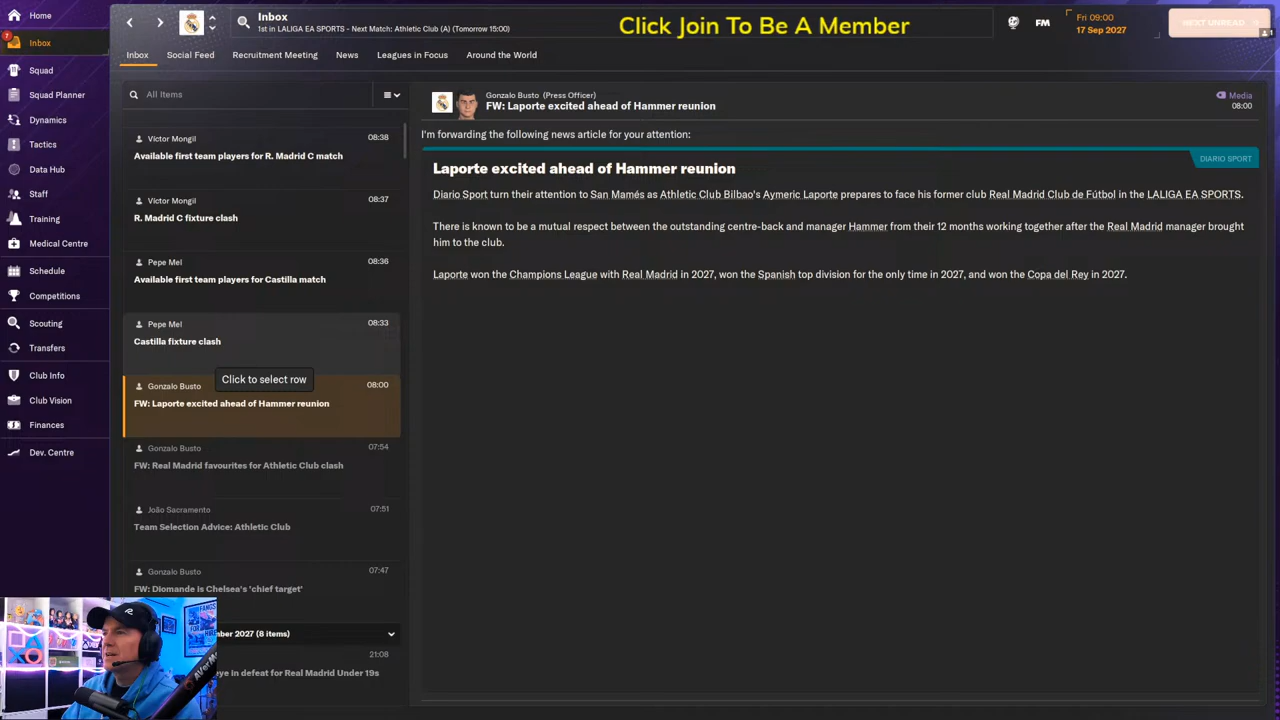 Home
7
Inbox
Squad
Squad Planner
Dynamics
Tactics
Data Hub
Staff
Training
Medical Centre
Schedule
Competitions
Scouting
Transfers
Club Info
Club Vision
Finances
Dev. Centre
Inbox
1st in LALIGA EA SPORTS - Next Match: Athletic Club (A) (Tomorrow 15:00)
Click Join To Be A Member
FM
Fri 09:00
17 Sep 2027
NEXT UNREAD
1
Inbox
Social Feed
Recruitment Meeting
News
Leagues in Focus
Around the World
All Items
Víctor Mongil
08:38
Available first team players for R. Madrid C match
Víctor Mongil
08:37
R. Madrid C fixture clash
Pepe Mel
08:36
Available first team players for Castilla match
Pepe Mel
08:33
Castilla fixture clash
Click to select row
Gonzalo Busto
08:00
FW: Laporte excited ahead of Hammer reunion
Gonzalo Busto
07:54
FW: Real Madrid favourites for Athletic Club clash
João Sacramento
07:51
Team Selection Advice: Athletic Club
Gonzalo Busto
07:47
FW: Diomande is Chelsea's 'chief target'
2027 (8 items)
21:08
in defeat for Real Madrid Under 19s
Gonzalo Busto (Press Officer)
FW: Laporte excited ahead of Hammer reunion
Media
08:00
I'm forwarding the following news article for your attention:
Laporte excited ahead of Hammer reunion
DIARIO SPORT
Diario Sport turn their attention to San Mamés as Athletic Club Bilbao's Aymeric Laporte prepares to face his former club Real Madrid Club de Fútbol in the LALIGA EA SPORTS.
There is known to be a mutual respect between the outstanding centre-back and manager Hammer from their 12 months working together after the Real Madrid manager brought
him to the club.
Laporte won the Champions League with Real Madrid in 2027, won the Spanish top division for the only time in 2027, and won the Copa del Rey in 2027.